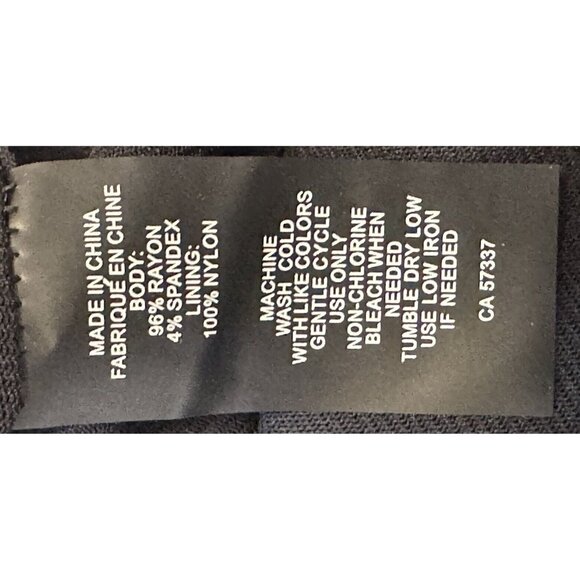 MADE IN CHINA
FABRIQUÉ EN CHINE
BODY:
96% RAYON
4% SPANDEX
LINING:
100% NYLON
MACHINE
WASH COLD
WITH LIKE COLORS
GENTLE CYCLE
USE ONLY
NON-CHLORINE
BLEACH WHEN
NEEDED
TUMBLE DRY LOW
USE LOW IRON
IF NEEDED
CA 57337